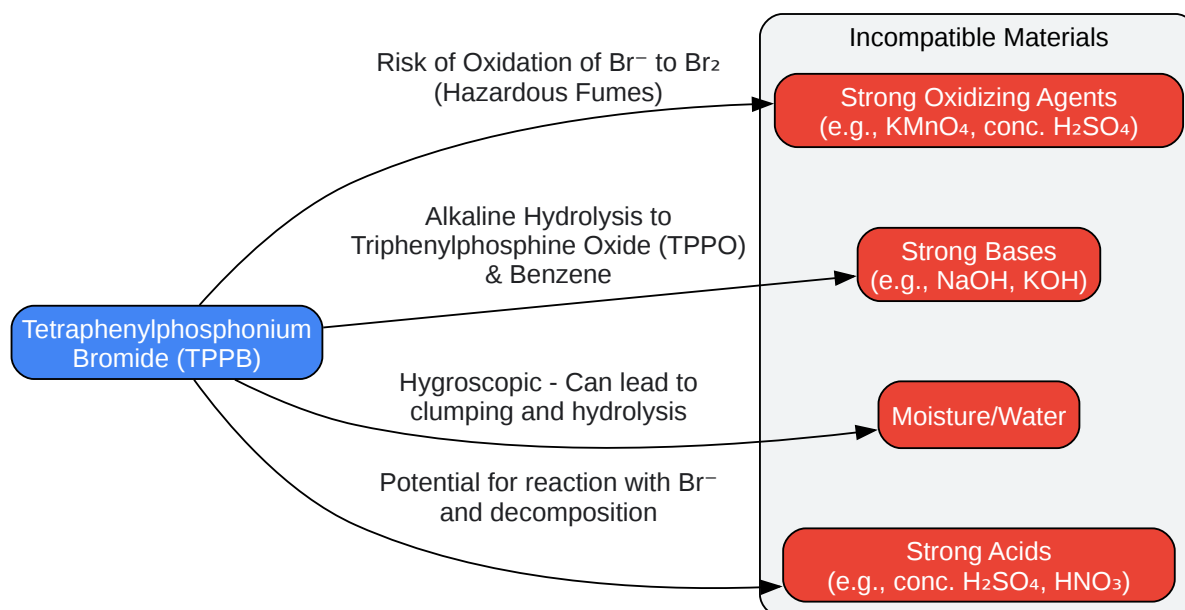 Incompatible Materials
Risk of Oxidation of Br⁻ to Br₂
(Hazardous Fumes)
Strong Oxidizing Agents
(e.g., KMnO₄, conc. H₂SO₄)
Alkaline Hydrolysis to
Triphenylphosphine Oxide (TPPO)
& Benzene
Strong Bases
(e.g., NaOH, KOH)
Tetraphenylphosphonium
Bromide (TPPB)
Hygroscopic - Can lead to
clumping and hydrolysis
Moisture/Water
Potential for reaction with Br⁻
and decomposition
Strong Acids
(e.g., conc. H₂SO₄, HNO₃)